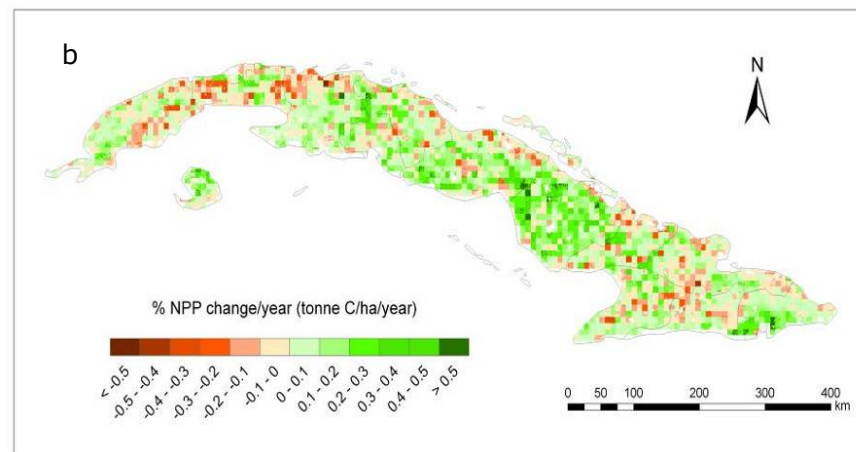 b
N
% NPP change/year (tonne C/ha/year)
< -0.5
-0.5 - -0.4
-0.4 - -0.3
-0.3 - -0.2
-0.2 - -0.1
-0.1 - 0
0 - 0.1
0.1 - 0.2
0.2 - 0.3
0.3 - 0.4
0.4 - 0.5
> 0.5
0 50 100 200 300 400
km